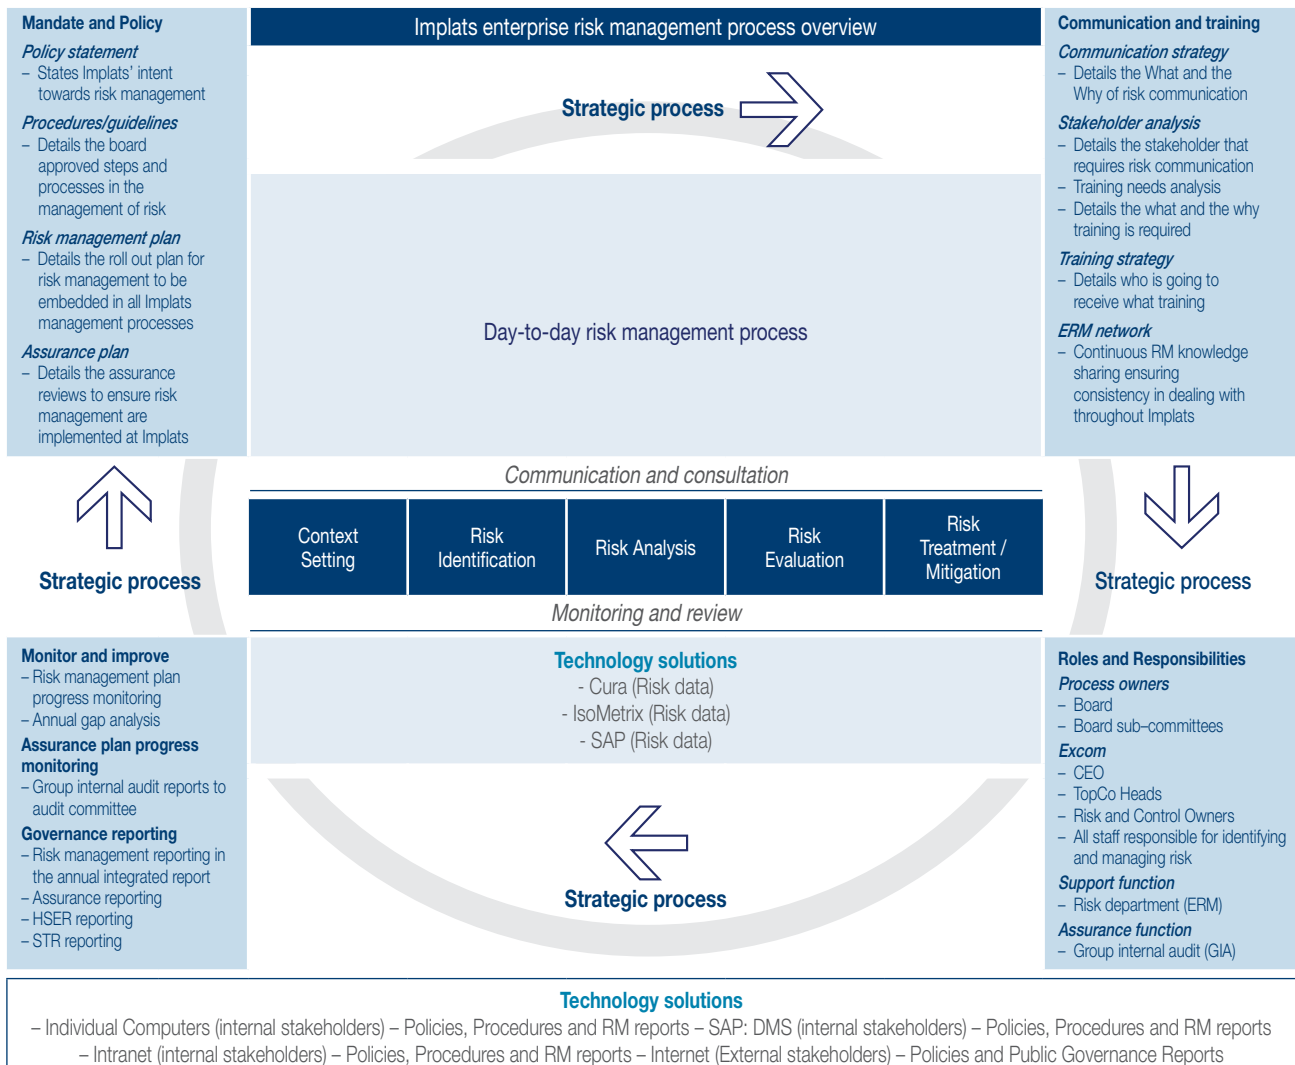 Mandate and Policy
Policy statement
– States Implats' intent
towards risk management
Procedures/guidelines
– Details the board
approved steps and
processes in the
management of risk
Risk management plan
– Details the roll out plan for
risk management to be
embedded in all Implats
management processes
Assurance plan
– Details the assurance
reviews to ensure risk
management are
implemented at Implats
Implats enterprise risk management process overview
Strategic process
Day-to-day risk management process
Communication and training
Communication strategy
– Details the What and the
Why of risk communication
Stakeholder analysis
– Details the stakeholder that
requires risk communication
– Training needs analysis
– Details the what and the why
training is required
Training strategy
– Details who is going to
receive what training
ERM network
– Continuous RM knowledge
sharing ensuring
consistency in dealing with
throughout Implats
Strategic process
Communication and consultation
Context
Setting
Risk
Identification
Risk Analysis
Risk
Evaluation
Risk
Treatment /
Mitigation
Monitoring and review
Strategic process
Monitor and improve
– Risk management plan
progress monitoring
– Annual gap analysis
Assurance plan progress
monitoring
– Group internal audit reports to
audit committee
Governance reporting
– Risk management reporting in
the annual integrated report
– Assurance reporting
– HSER reporting
– STR reporting
Technology solutions
- Cura (Risk data)
- IsoMetrix (Risk data)
- SAP (Risk data)
Strategic process
Roles and Responsibilities
Process owners
– Board
– Board sub–committees
Excom
– CEO
– TopCo Heads
– Risk and Control Owners
– All staff responsible for identifying
and managing risk
Support function
– Risk department (ERM)
Assurance function
– Group internal audit (GIA)
Technology solutions
– Individual Computers (internal stakeholders) – Policies, Procedures and RM reports – SAP: DMS (internal stakeholders) – Policies, Procedures and RM reports
– Intranet (internal stakeholders) – Policies, Procedures and RM reports – Internet (External stakeholders) – Policies and Public Governance Reports